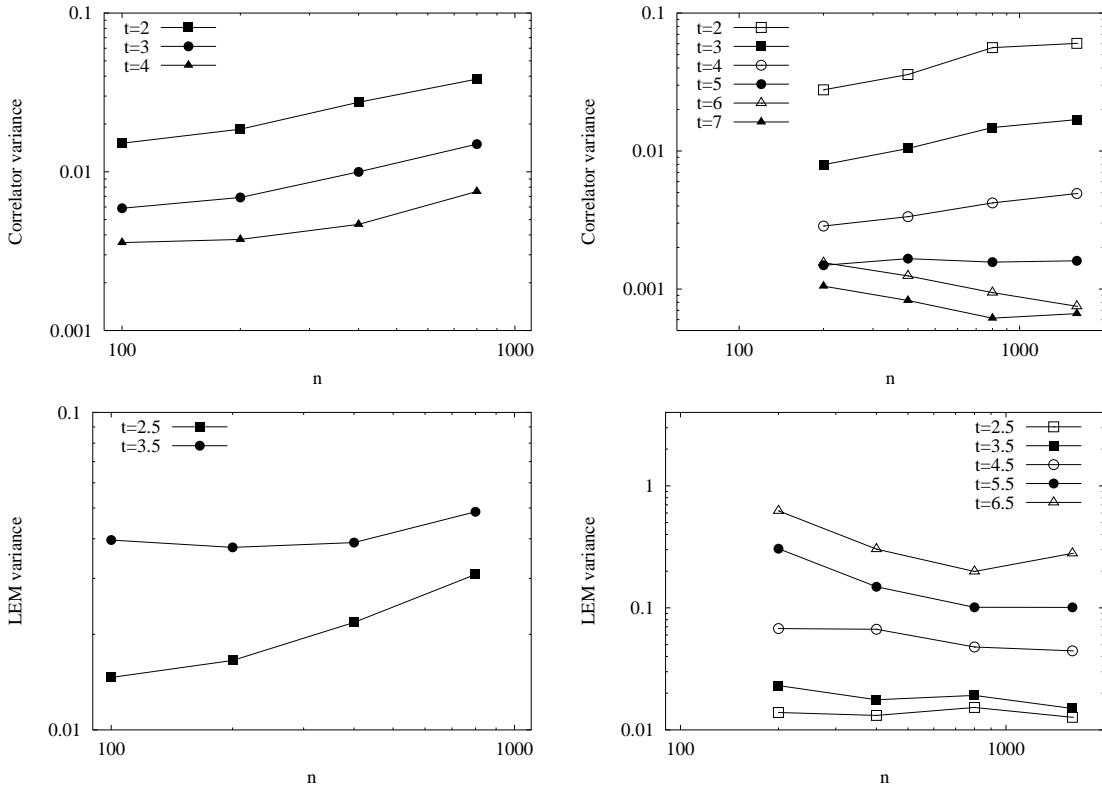 0.1
0.01
0.001
100
1000
Correlator variance
n
t=2
t=3
t=4
0.1
0.01
0.001
100
1000
Correlator variance
n
t=2
t=3
t=4
t=5
t=6
t=7
0.1
0.01
100
1000
LEM variance
n
t=2.5
t=3.5
1
0.1
0.01
100
1000
LEM variance
n
t=2.5
t=3.5
t=4.5
t=5.5
t=6.5